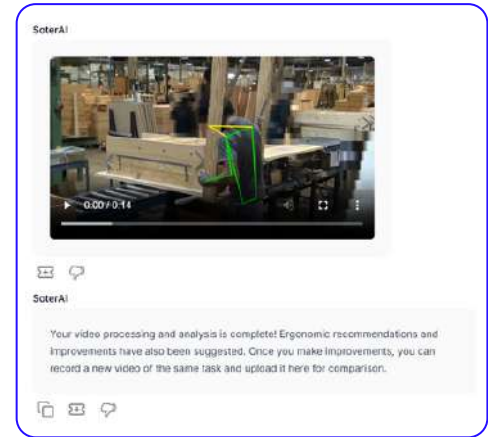 SoterAI
0:00 / 0:14
SoterAI
Your video processing and analysis is complete! Ergonomic recommendations and
improvements have also been suggested. Once you make improvements, you can
record a new video of the same task and upload it here for comparison.